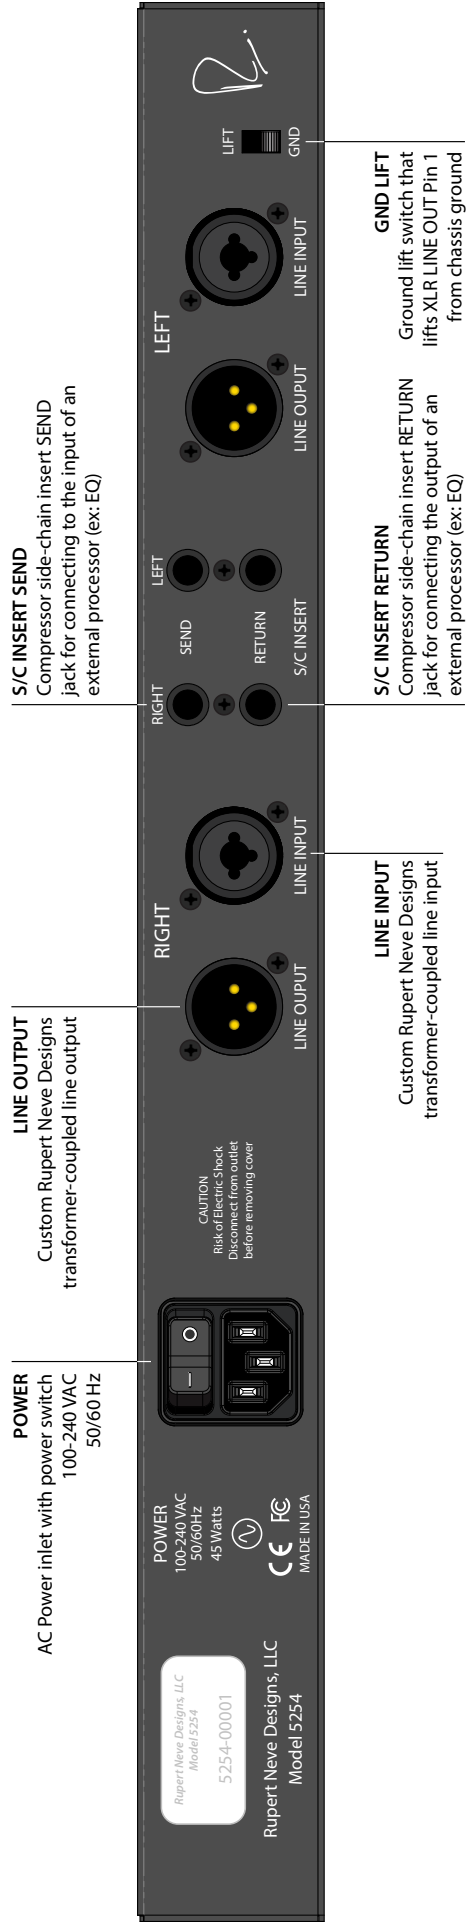 POWER
AC Power inlet with power switch
100-240 VAC
50/60 Hz
LINE OUTPUT
Custom Rupert Neve Designs
transformer-coupled line output
S/C INSERT SEND
Compressor side-chain insert SEND
jack for connecting to the input of an
external processor (ex: EQ)
Rupert Neve Designs, LLC
Model 5254
5254-00001
Rupert Neve Designs, LLC
Model 5254
POWER
100-240 VAC
50/60Hz
45 Watts
CE FC
MADE IN USA
CAUTION
Risk of Electric Shock
Disconnect from outlet
before removing cover
RIGHT
LINE OUPUT
LINE INPUT
RIGHT
LEFT
SEND
RETURN
S/C INSERT
LEFT
LINE OUPUT
LINE INPUT
LIFT
GND
LINE INPUT
Custom Rupert Neve Designs
transformer-coupled line input
S/C INSERT RETURN
Compressor side-chain insert RETURN
jack for connecting the output of an
external processor (ex: EQ)
GND LIFT
Ground lift switch that
lifts XLR LINE OUT Pin 1
from chassis ground